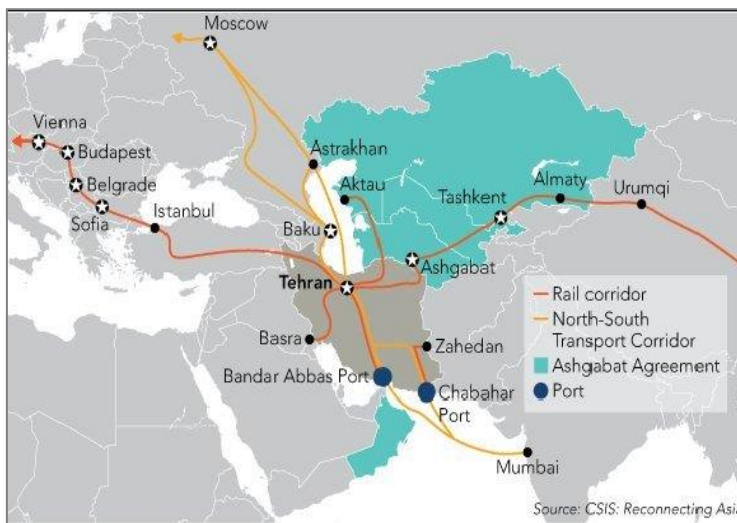 Moscow
Vienna
Budapest
Belgrade
Sofia
Istanbul
Astrakhan
Aktau
Baku
Tashkent
Almaty
Urumqi
Tehran
Ashgabat
Basra
Zahedan
Bandar Abbas Port
Chabahar
Port
Mumbai
Rail corridor
North-South
Transport Corridor
Ashgabat Agreement
Port
Source: CSIS: Reconnecting Asi